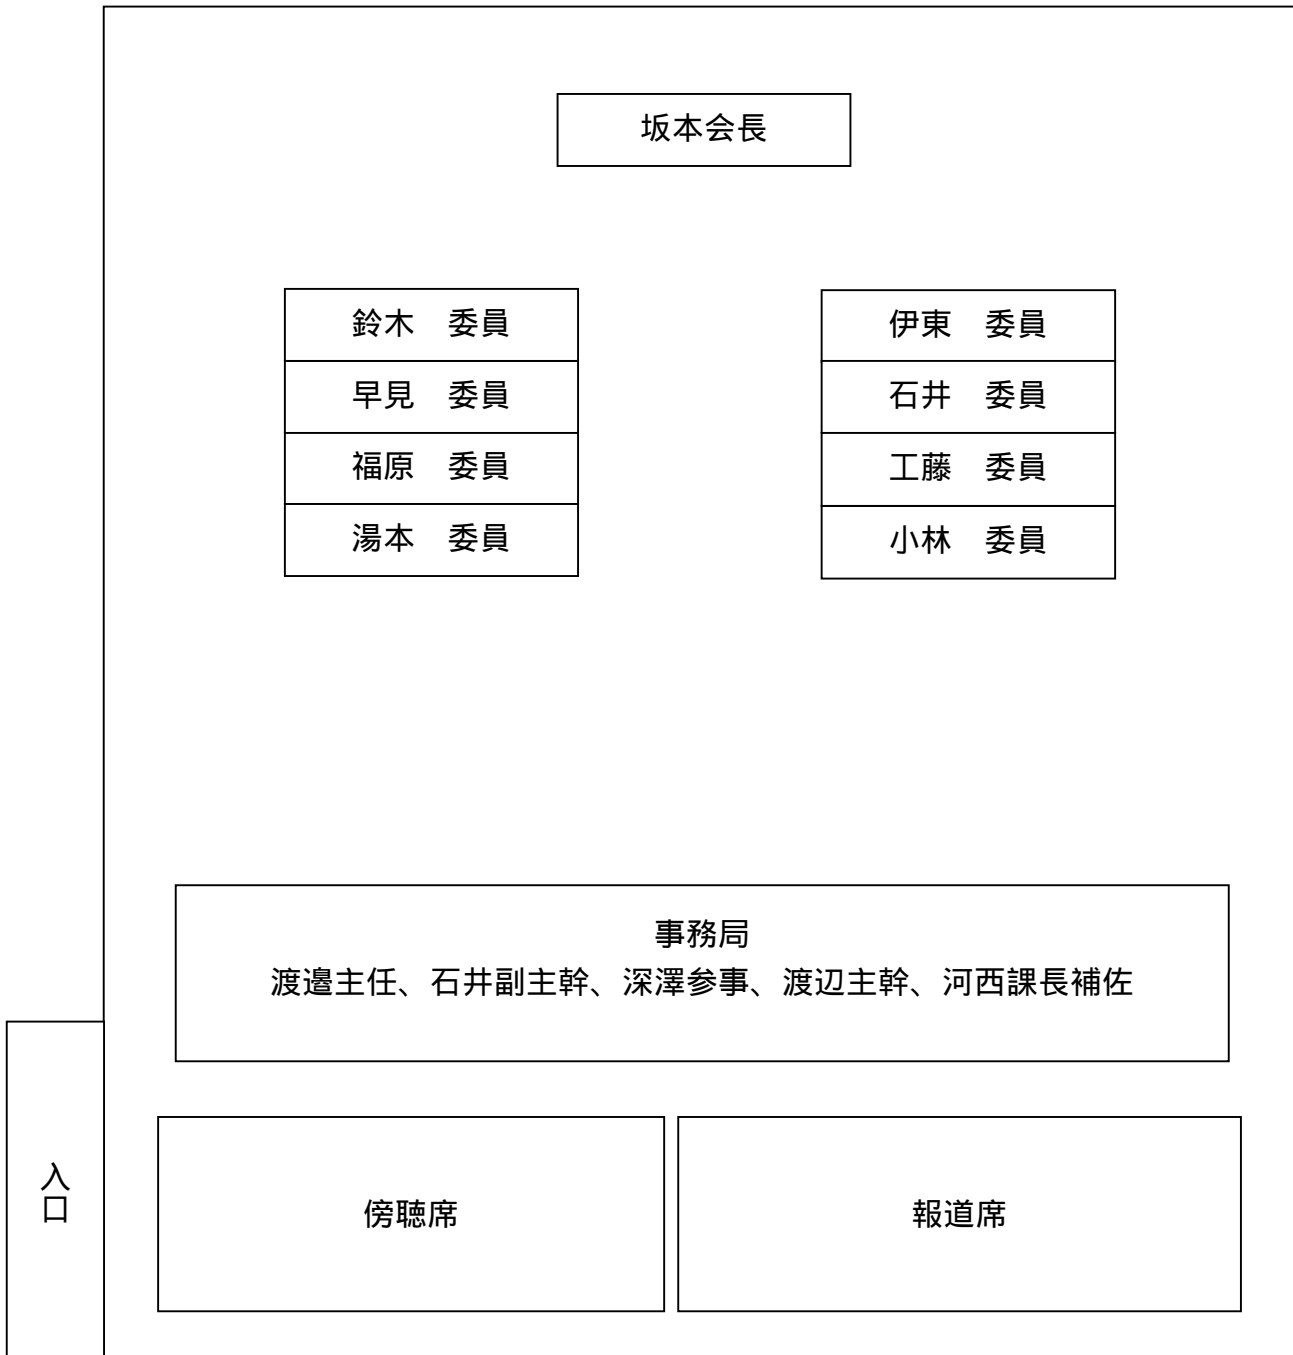 坂本会長
鈴木　委員
早見　委員
福原　委員
湯本　委員
伊東　委員
石井　委員
工藤　委員
小林　委員
事務局
渡邉主任、石井副主幹、深澤参事、渡辺主幹、河西課長補佐
入口
傍聴席
報道席